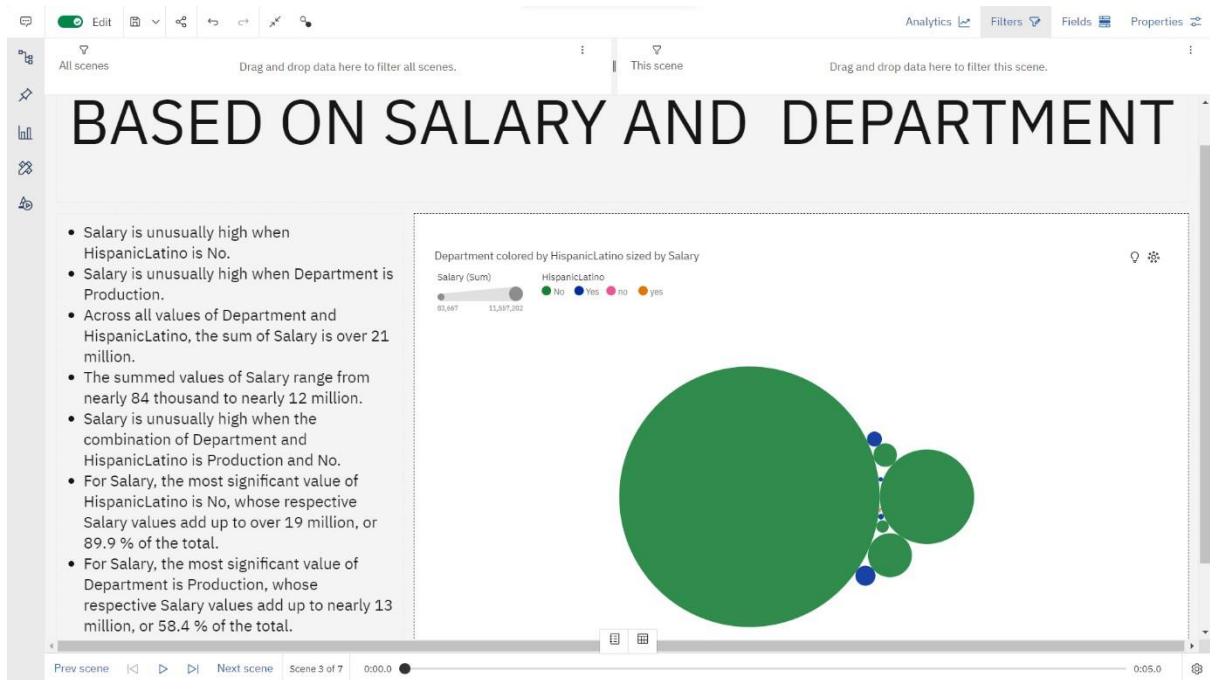 Edit
Analytics
Filters
Fields
Properties
All scenes
Drag and drop data here to filter all scenes.
This scene
Drag and drop data here to filter this scene.
BASED ON SALARY AND DEPARTMENT
• Salary is unusually high when
HispanicLatino is No.
• Salary is unusually high when Department is
Production.
• Across all values of Department and
HispanicLatino, the sum of Salary is over 21
million.
• The summed values of Salary range from
nearly 84 thousand to nearly 12 million.
• Salary is unusually high when the
combination of Department and
HispanicLatino is Production and No.
• For Salary, the most significant value of
HispanicLatino is No, whose respective
Salary values add up to over 19 million, or
89.9 % of the total.
• For Salary, the most significant value of
Department is Production, whose
respective Salary values add up to nearly 13
million, or 58.4 % of the total.
Department colored by HispanicLatino sized by Salary
Salary (Sum)
HispanicLatino
No Yes no yes
Prev scene
Next scene
Scene 3 of 7
0:00.0
0:05.0